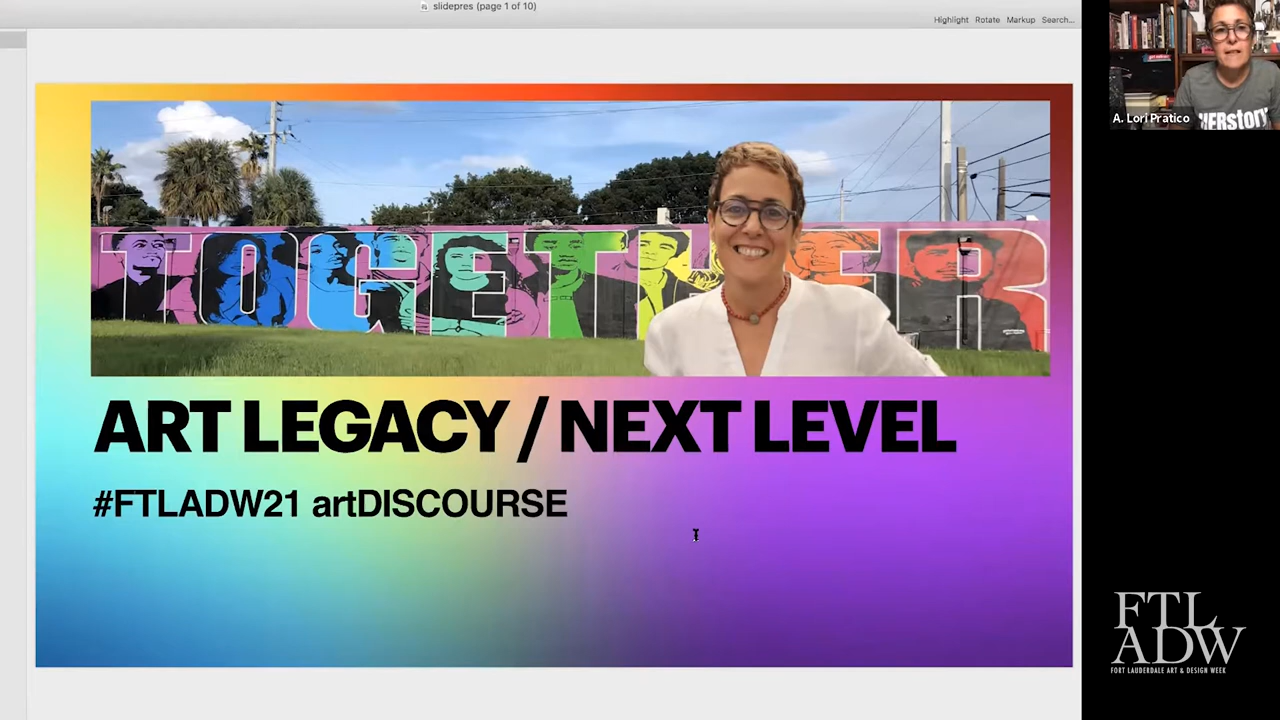 slidepres (page 1 of 10)
Highlight Rotate Markup Search...
TOGETHER
ART LEGACY / NEXT LEVEL
#FTLADW21 artDISCOURSE
HERstory
A. Lori Pratico
FTL
ADW
FORT LAUDERDALE ART & DESIGN WEEK